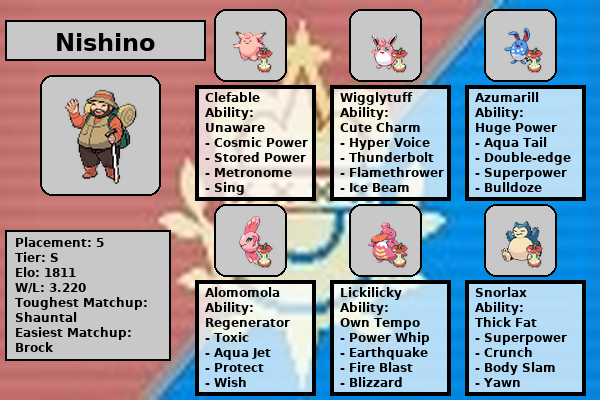 Nishino
Placement: 5
Tier: S
Elo: 1811
W/L: 3.220
Toughest Matchup:
Shauntal
Easiest Matchup:
Brock
Clefable
Ability:
Unaware
- Cosmic Power
- Stored Power
- Metronome
- Sing
Wigglytuff
Ability:
Cute Charm
- Hyper Voice
- Thunderbolt
- Flamethrower
- Ice Beam
Azumarill
Ability:
Huge Power
- Aqua Tail
- Double-edge
- Superpower
- Bulldoze
Alomomola
Ability:
Regenerator
- Toxic
- Aqua Jet
- Protect
- Wish
Lickilicky
Ability:
Own Tempo
- Power Whip
- Earthquake
- Fire Blast
- Blizzard
Snorlax
Ability:
Thick Fat
- Superpower
- Crunch
- Body Slam
- Yawn